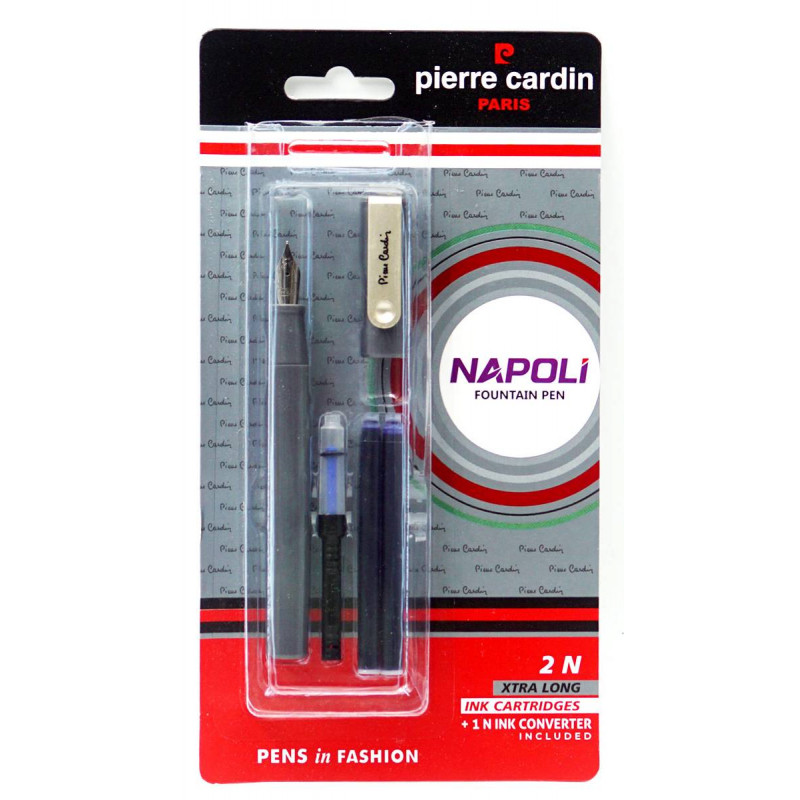 pierre cardin
PARIS
Pierre Cardin
NAPOLI
FOUNTAIN PEN
2 N
XTRA LONG
INK CARTRIDGES
+ 1 N INK CONVERTER
INCLUDED
PENS in FASHION